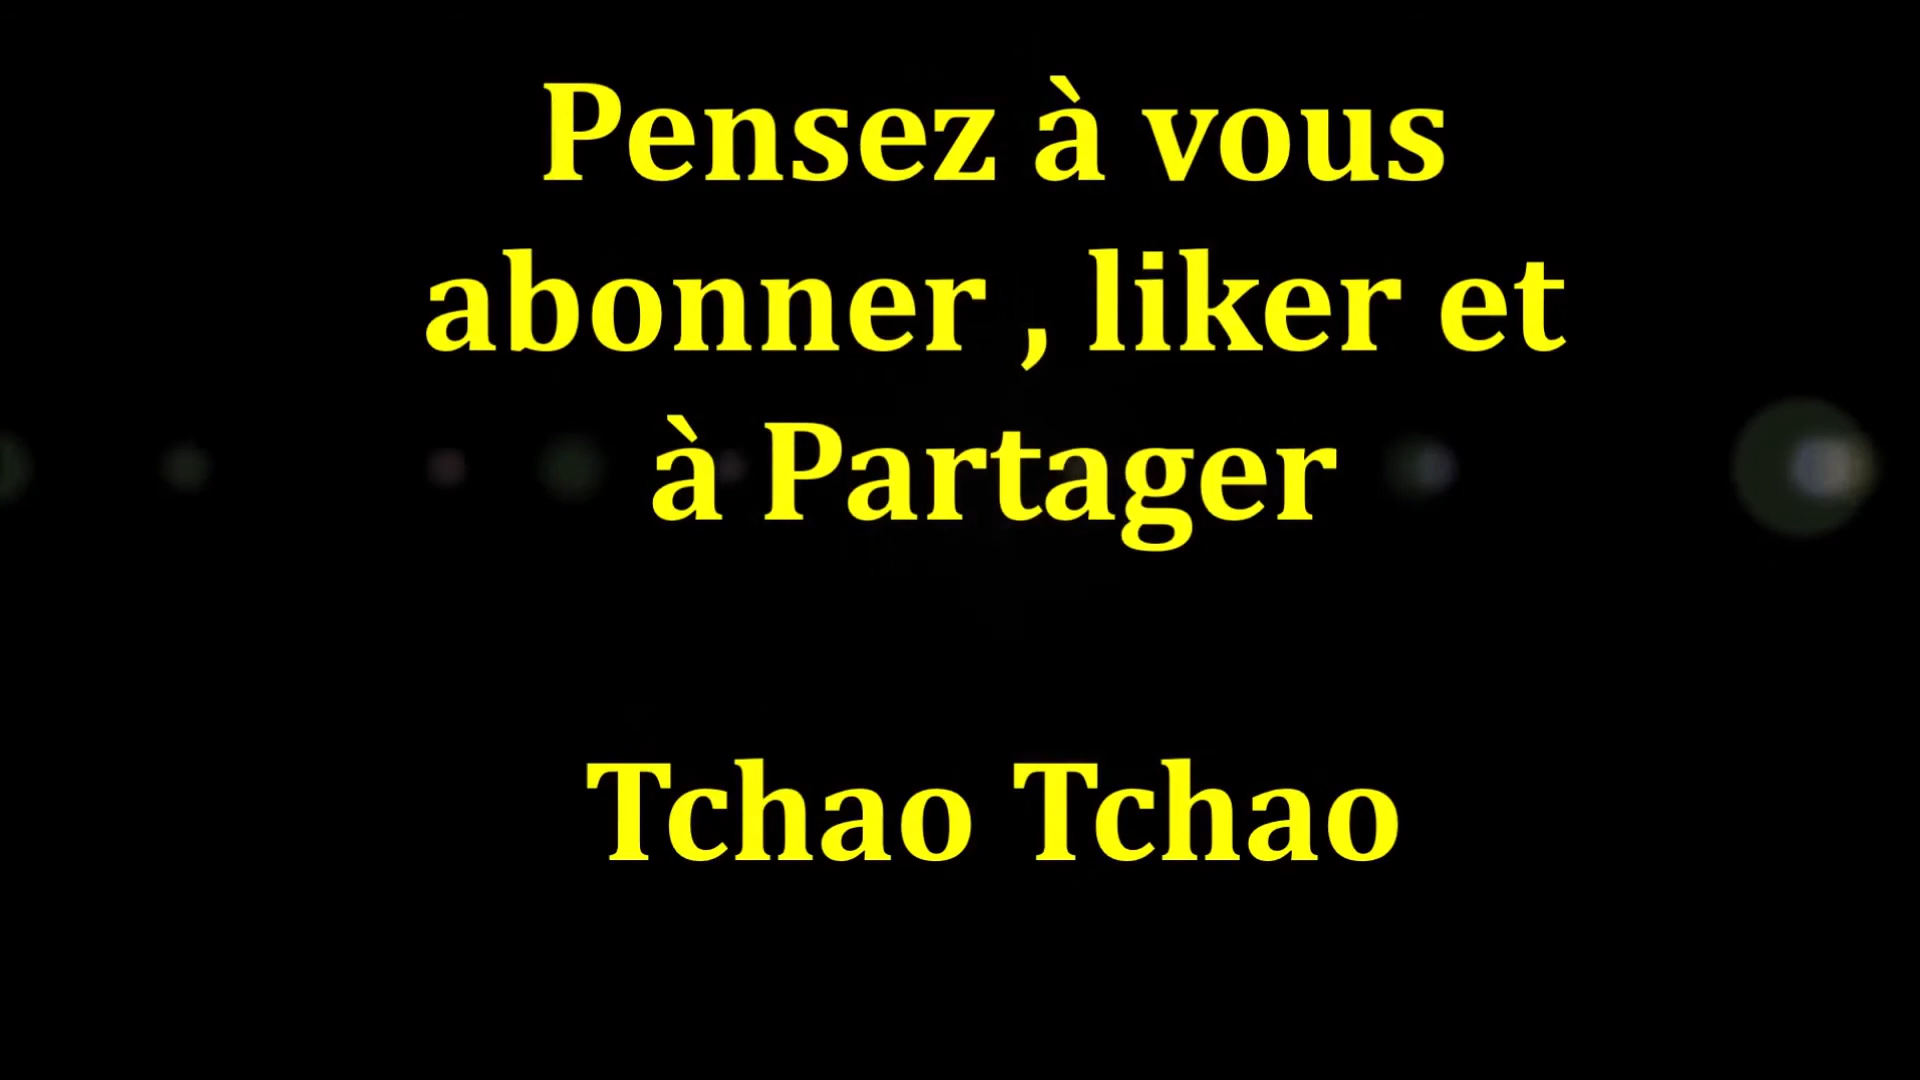 Pensez à vous
abonner , liker et
à Partager
Tchao Tchao